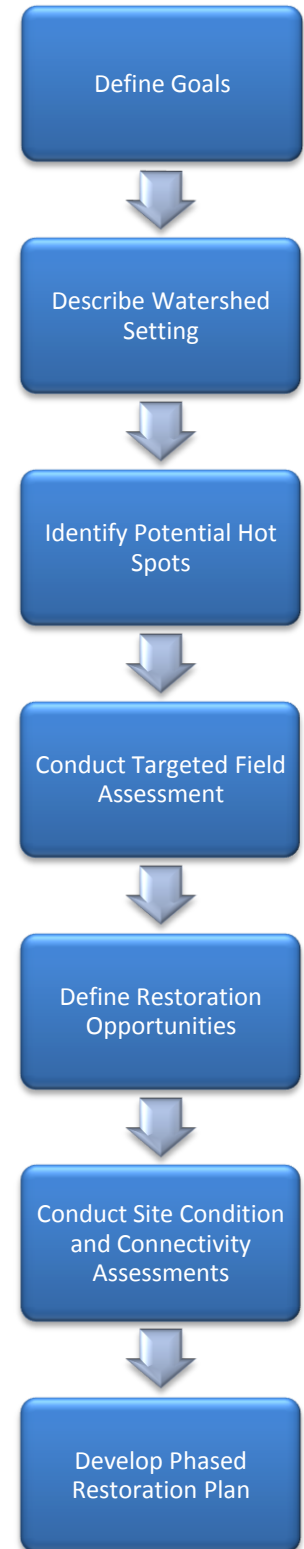 Define Goals
Describe Watershed
Setting
Identify Potential Hot
Spots
Conduct Targeted Field
Assessment
Define Restoration
Opportunities
Conduct Site Condition
and Connectivity
Assessments
Develop Phased
Restoration Plan